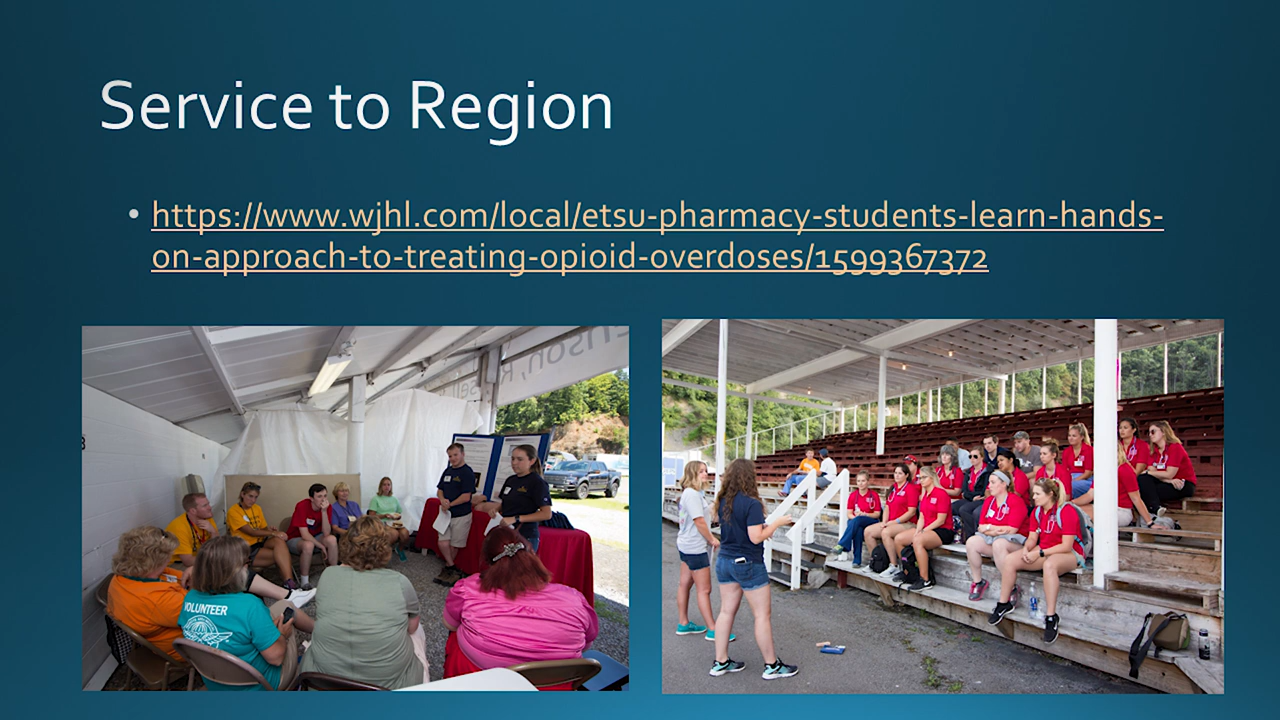 Service to Region
• https://www.wjhl.com/local/etsu-pharmacy-students-learn-hands-
on-approach-to-treating-opioid-overdoses/1599367372
VOLUNTEER